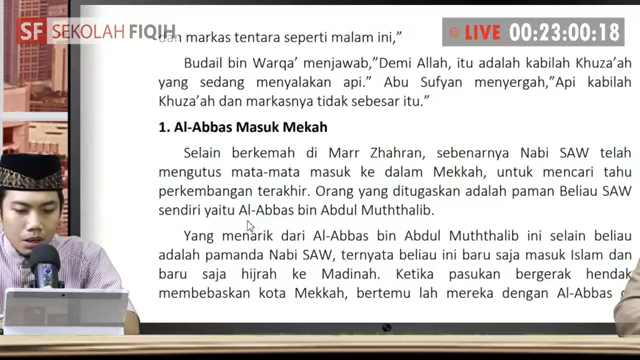 SF SEKOLAH FIQIH
LIVE 00:23:00:18
dan markas tentara seperti malam ini,"
Budail bin Warqa' menjawab,"Demi Allah, itu adalah kabilah Khuza'ah
yang sedang menyalakan api." Abu Sufyan menyergah,"Api kabilah
Khuza'ah dan markasnya tidak sebesar itu."
1. Al-Abbas Masuk Mekah
Selain berkemah di Marr Zhahran, sebenarnya Nabi SAW telah
mengutus mata-mata masuk ke dalam Mekkah, untuk mencari tahu
perkembangan terakhir. Orang yang ditugaskan adalah paman Beliau SAW
sendiri yaitu Al-Abbas bin Abdul Muththalib.
Yang menarik dari Al-Abbas bin Abdul Muththalib ini selain beliau
adalah pamanda Nabi SAW, ternyata beliau ini baru saja masuk Islam dan
baru saja hijrah ke Madinah. Ketika pasukan bergerak hendak
membebaskan kota Mekkah, bertemu lah mereka dengan Al-Abbas